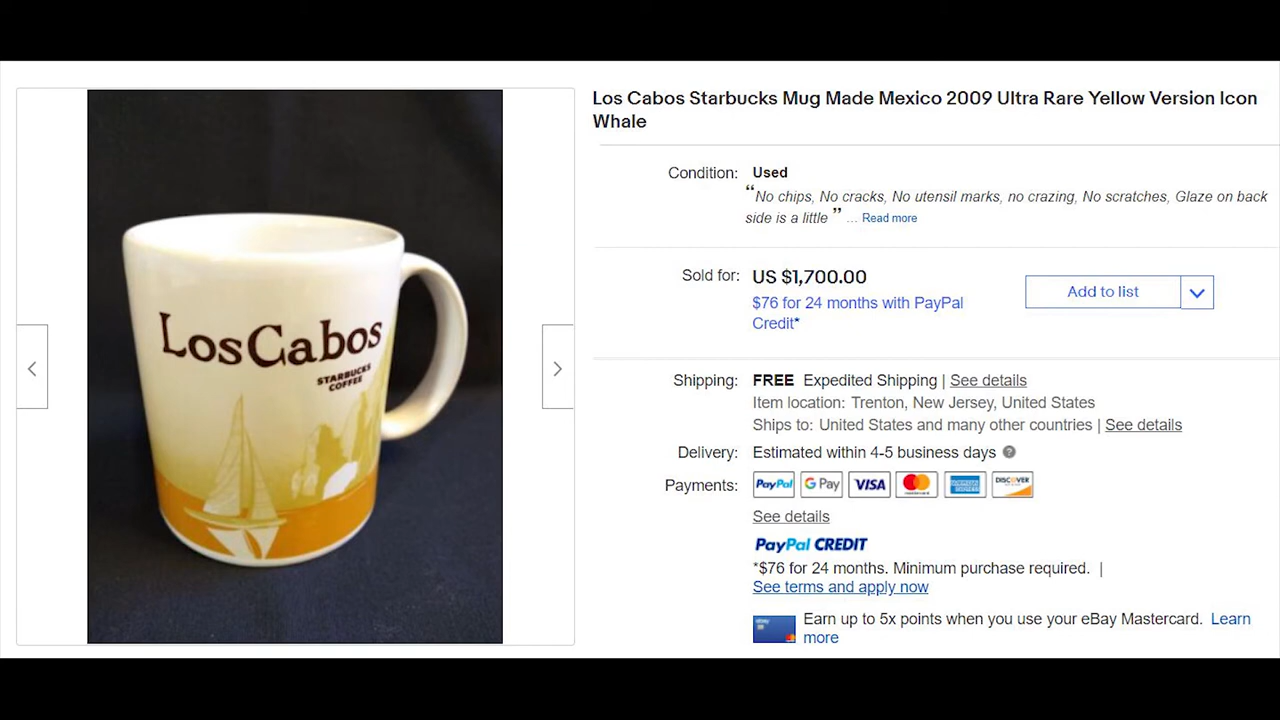 Los Cabos Starbucks Mug Made Mexico 2009 Ultra Rare Yellow Version Icon
Whale
Condition: Used
“No chips, No cracks, No utensil marks, no crazing, No scratches, Glaze on back
side is a little ” ... Read more
Sold for: US $1,700.00
$76 for 24 months with PayPal
Credit*
Add to list
LosCabos
STARBUCKS
COFFEE
Shipping: FREE Expedited Shipping | See details
Item location: Trenton, New Jersey, United States
Ships to: United States and many other countries | See details
Delivery: Estimated within 4-5 business days ?
Payments: PayPal G Pay VISA mastercard AMERICAN EXPRESS DISCOVER
See details
PayPal CREDIT
*$76 for 24 months. Minimum purchase required. |
See terms and apply now
ebay
Earn up to 5x points when you use your eBay Mastercard. Learn
more